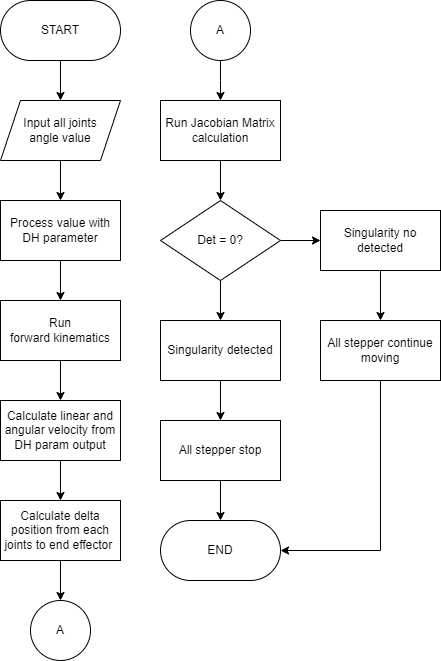 START
Input all joints
angle value
Process value with
DH parameter
Run
forward kinematics
Calculate linear and
angular velocity from
DH param output
Calculate delta
position from each
joints to end effector
A
A
Run Jacobian Matrix
calculation
Det = 0?
Singularity no
detected
Singularity detected
All stepper continue
moving
All stepper stop
END